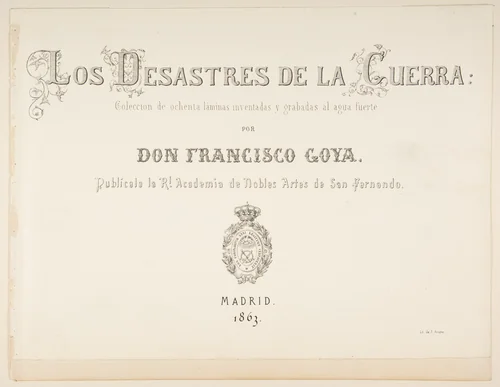 LOS DESASTRES DE LA GUERRA:
Coleccion de ochenta láminas inventadas y grabadas al agua fuerte
POR
DON FRANCISCO GOYA.
Publícala la Rl. Academia de Nobles Artes de San Fernando.
MADRID.
1863.